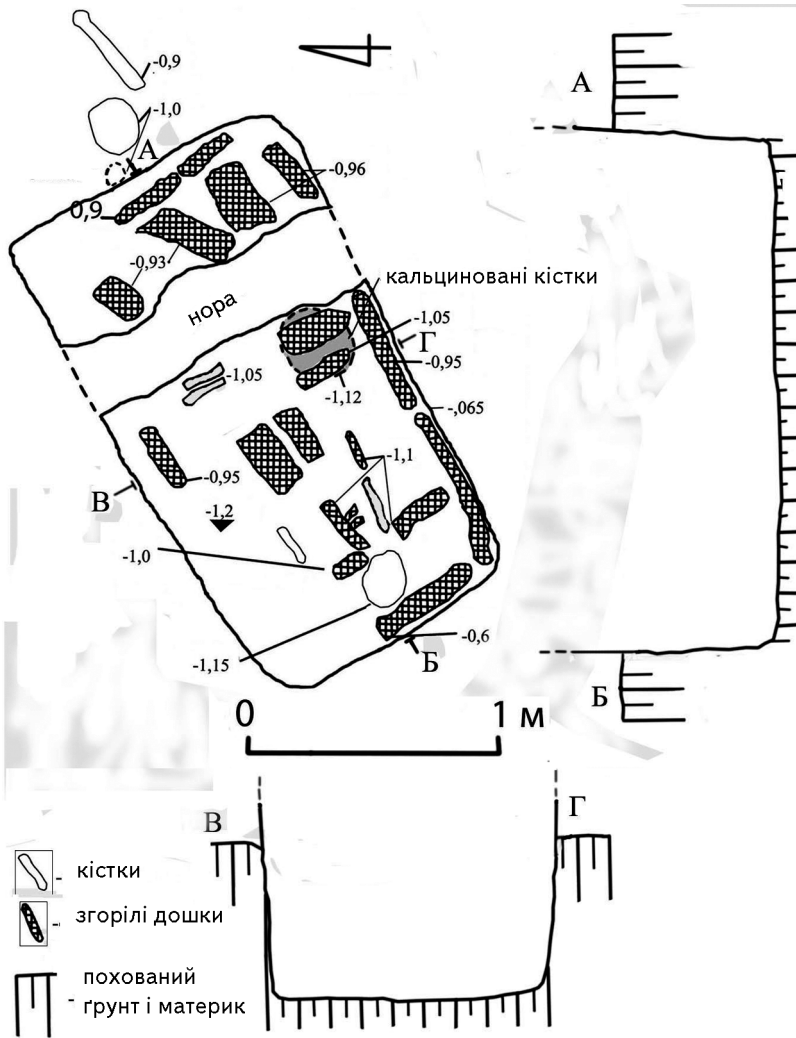 -0,9
А
-1,0
А
-0,96
0,9
-0,93
нора
кальциновані кістки
-1,05
Г
-0,95
-1,05
-1,12
-,065
-1,1
-0,95
В
-1,2
-1,0
-0,6
-1,15
Б
Б
0
1 м
В
Г
- кістки
- згорілі дошки
- похований
ґрунт і материк